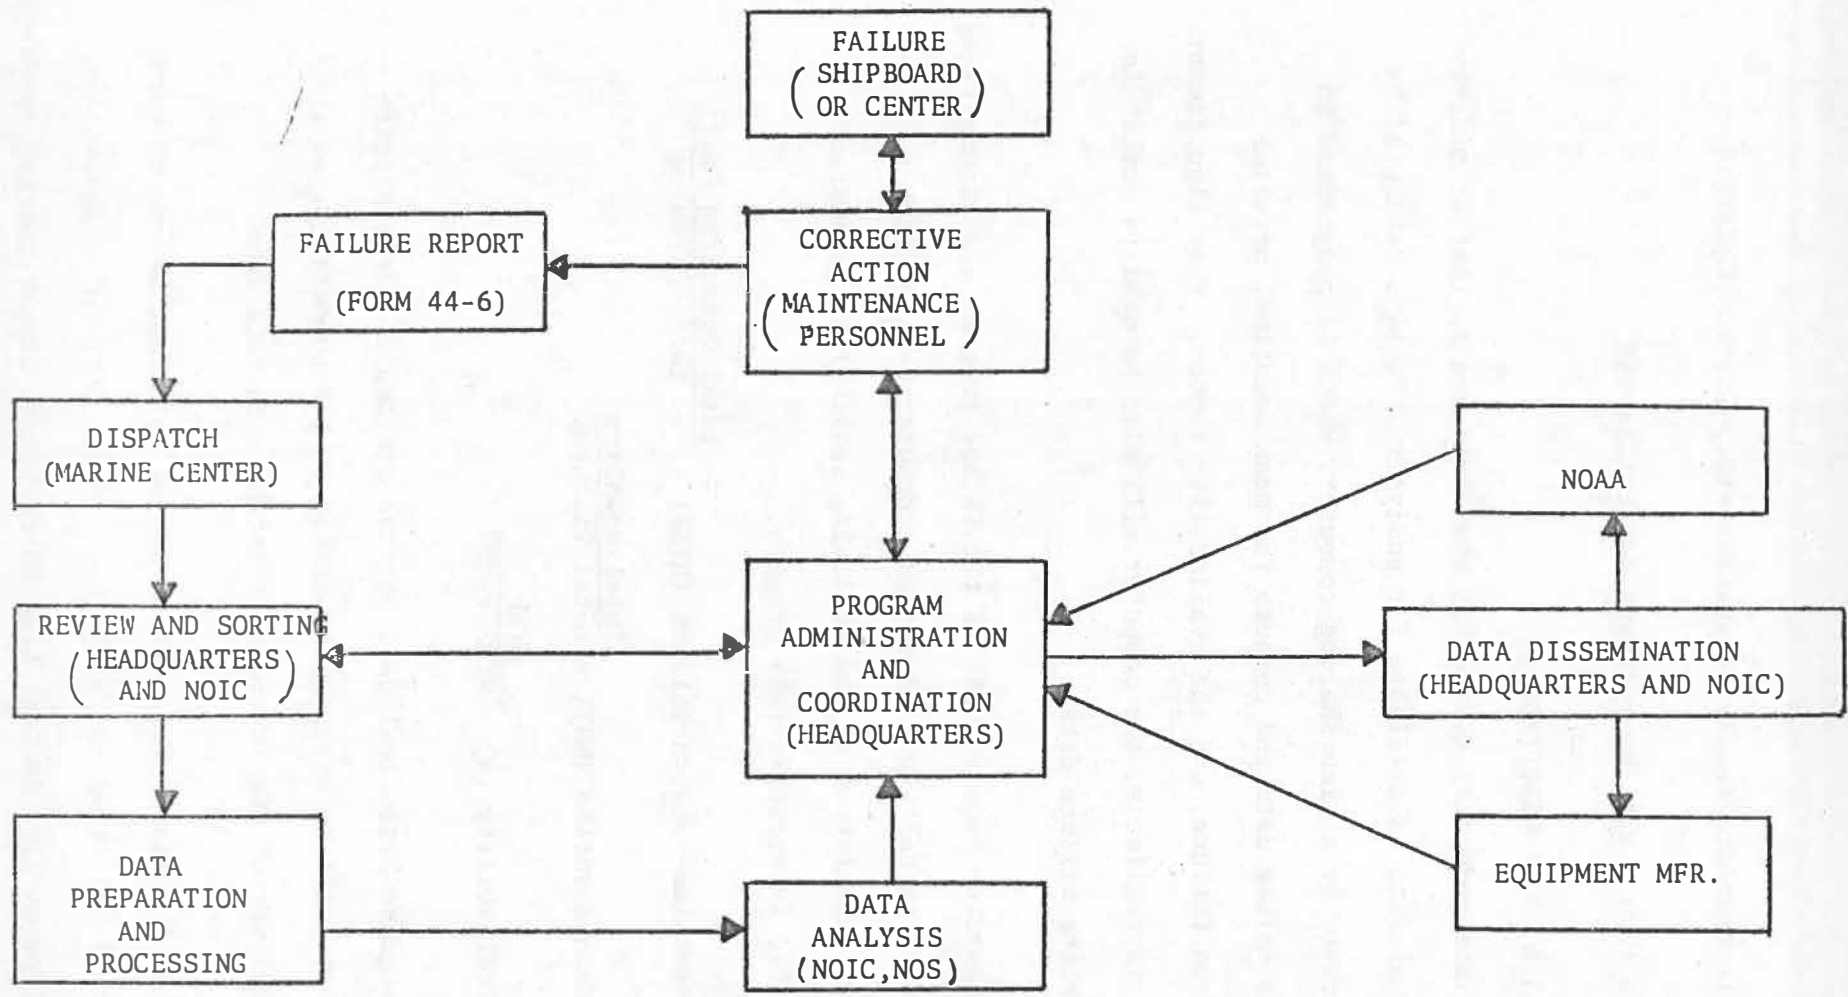 FAILURE
(SHIPBOARD
OR CENTER)
FAILURE REPORT
(FORM 44-6)
CORRECTIVE
ACTION
(MAINTENANCE
PERSONNEL)
DISPATCH
(MARINE CENTER)
NOAA
REVIEW AND SORTING
(HEADQUARTERS
AND NOIC)
PROGRAM
ADMINISTRATION
AND
COORDINATION
(HEADQUARTERS)
DATA DISSEMINATION
(HEADQUARTERS AND NOIC)
DATA
PREPARATION
AND
PROCESSING
DATA
ANALYSIS
(NOIC,NOS)
EQUIPMENT MFR.